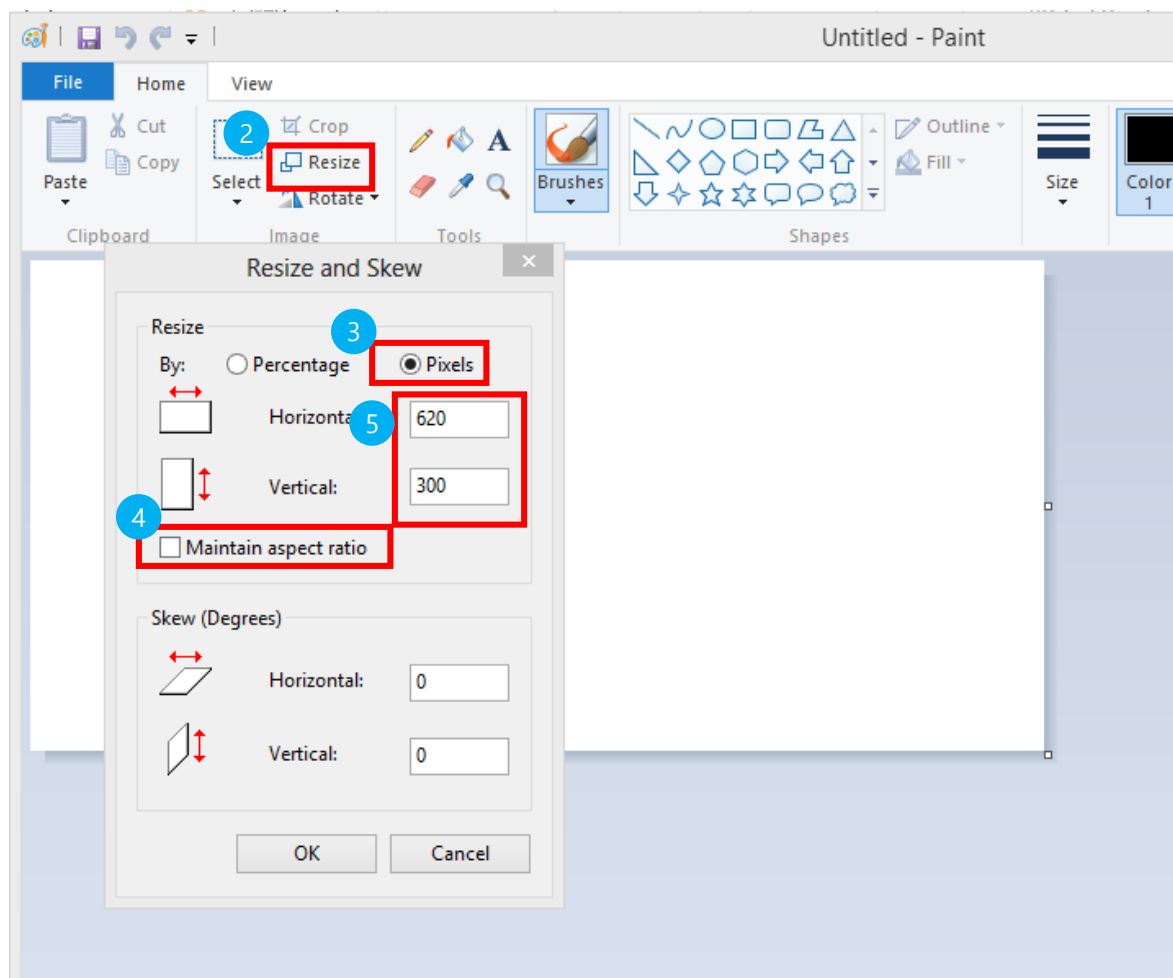 Untitled - Paint
File Home View
Paste
Cut
Copy
Clipboard
2
Select
Crop
Resize
Rotate
Image
A
Tools
Brushes
Outline
Fill
Shapes
Size
Color
1
Resize and Skew
Resize
3
By: Percentage Pixels
5
620
Vertical: 300
4
Maintain aspect ratio
Skew (Degrees)
Horizontal: 0
Vertical: 0
OK Cancel